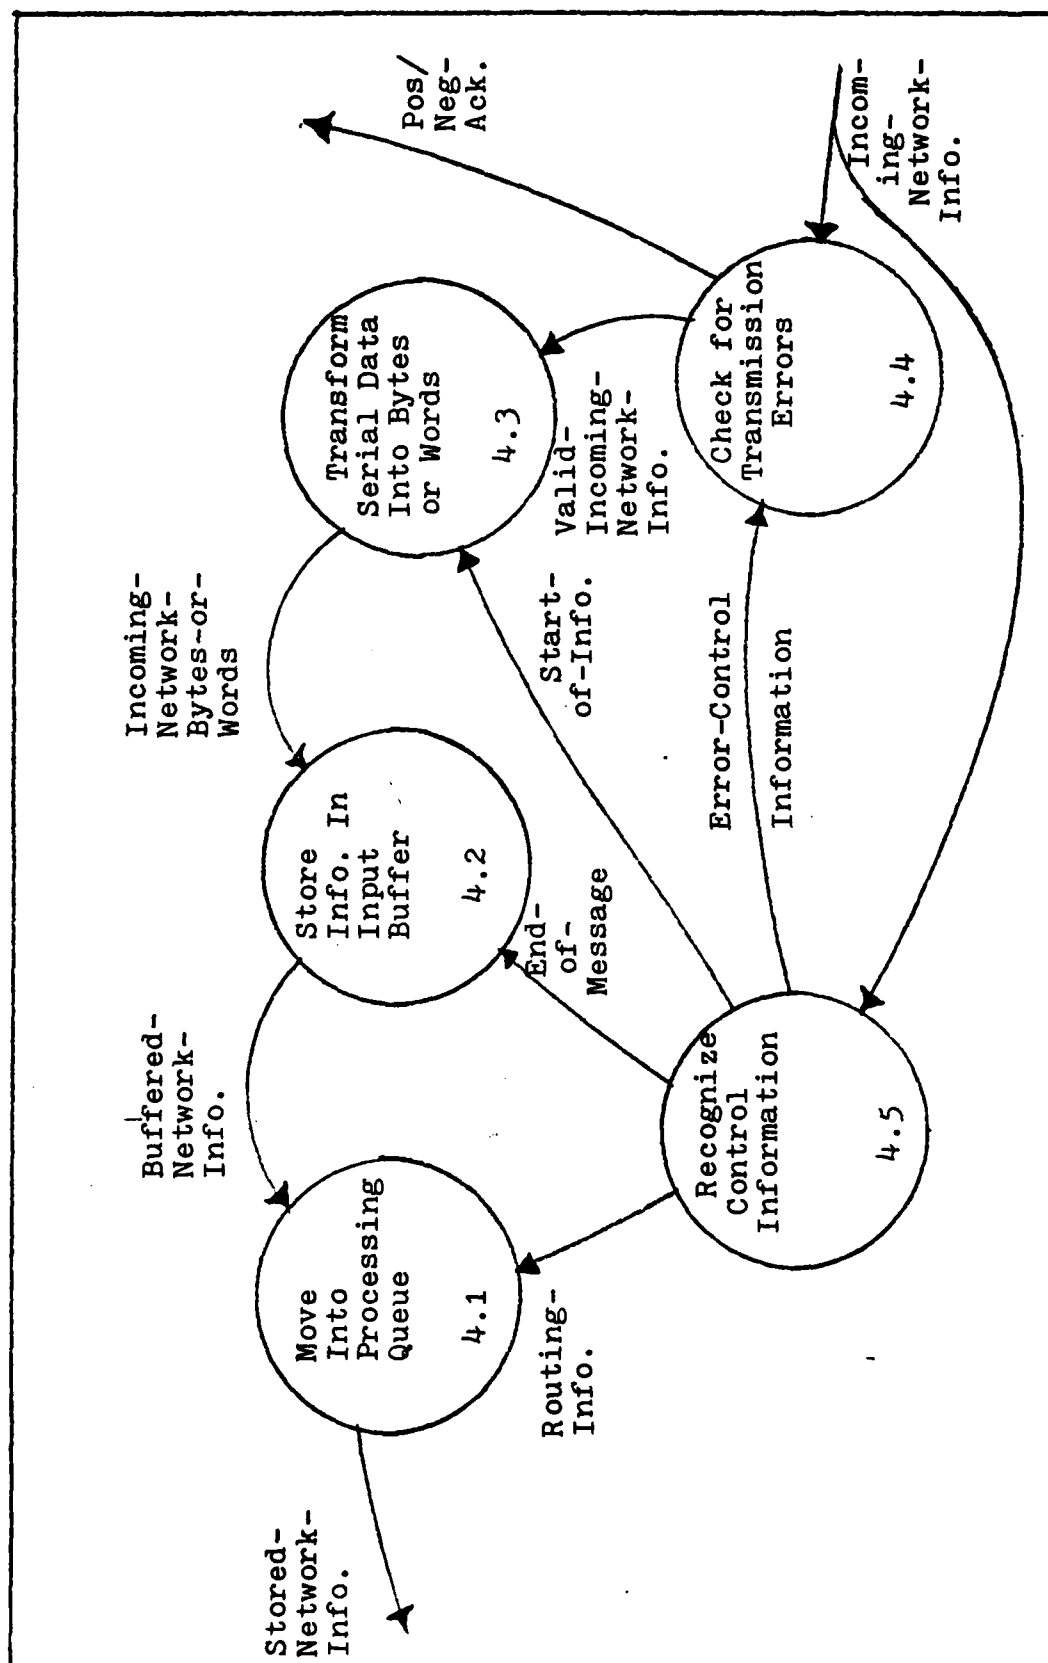 Stored-
Network-
Info.
Move
Into
Processing
Queue
4.1
Buffered-
Network-
Info.
Store
Info. In
Input
Buffer
4.2
Incoming-
Network-
Bytes-or-
Words
Transform
Serial Data
Into Bytes
or Words
4.3
Pos/
Neg-
Ack.
Routing-
Info.
End-
of-
Message
Start-
of-Info.
Valid-
Incoming-
Network-
Info.
Recognize
Control
Information
4.5
Error-Control
Information
Check for
Transmission
Errors
4.4
Incom-
ing-
Network-
Info.